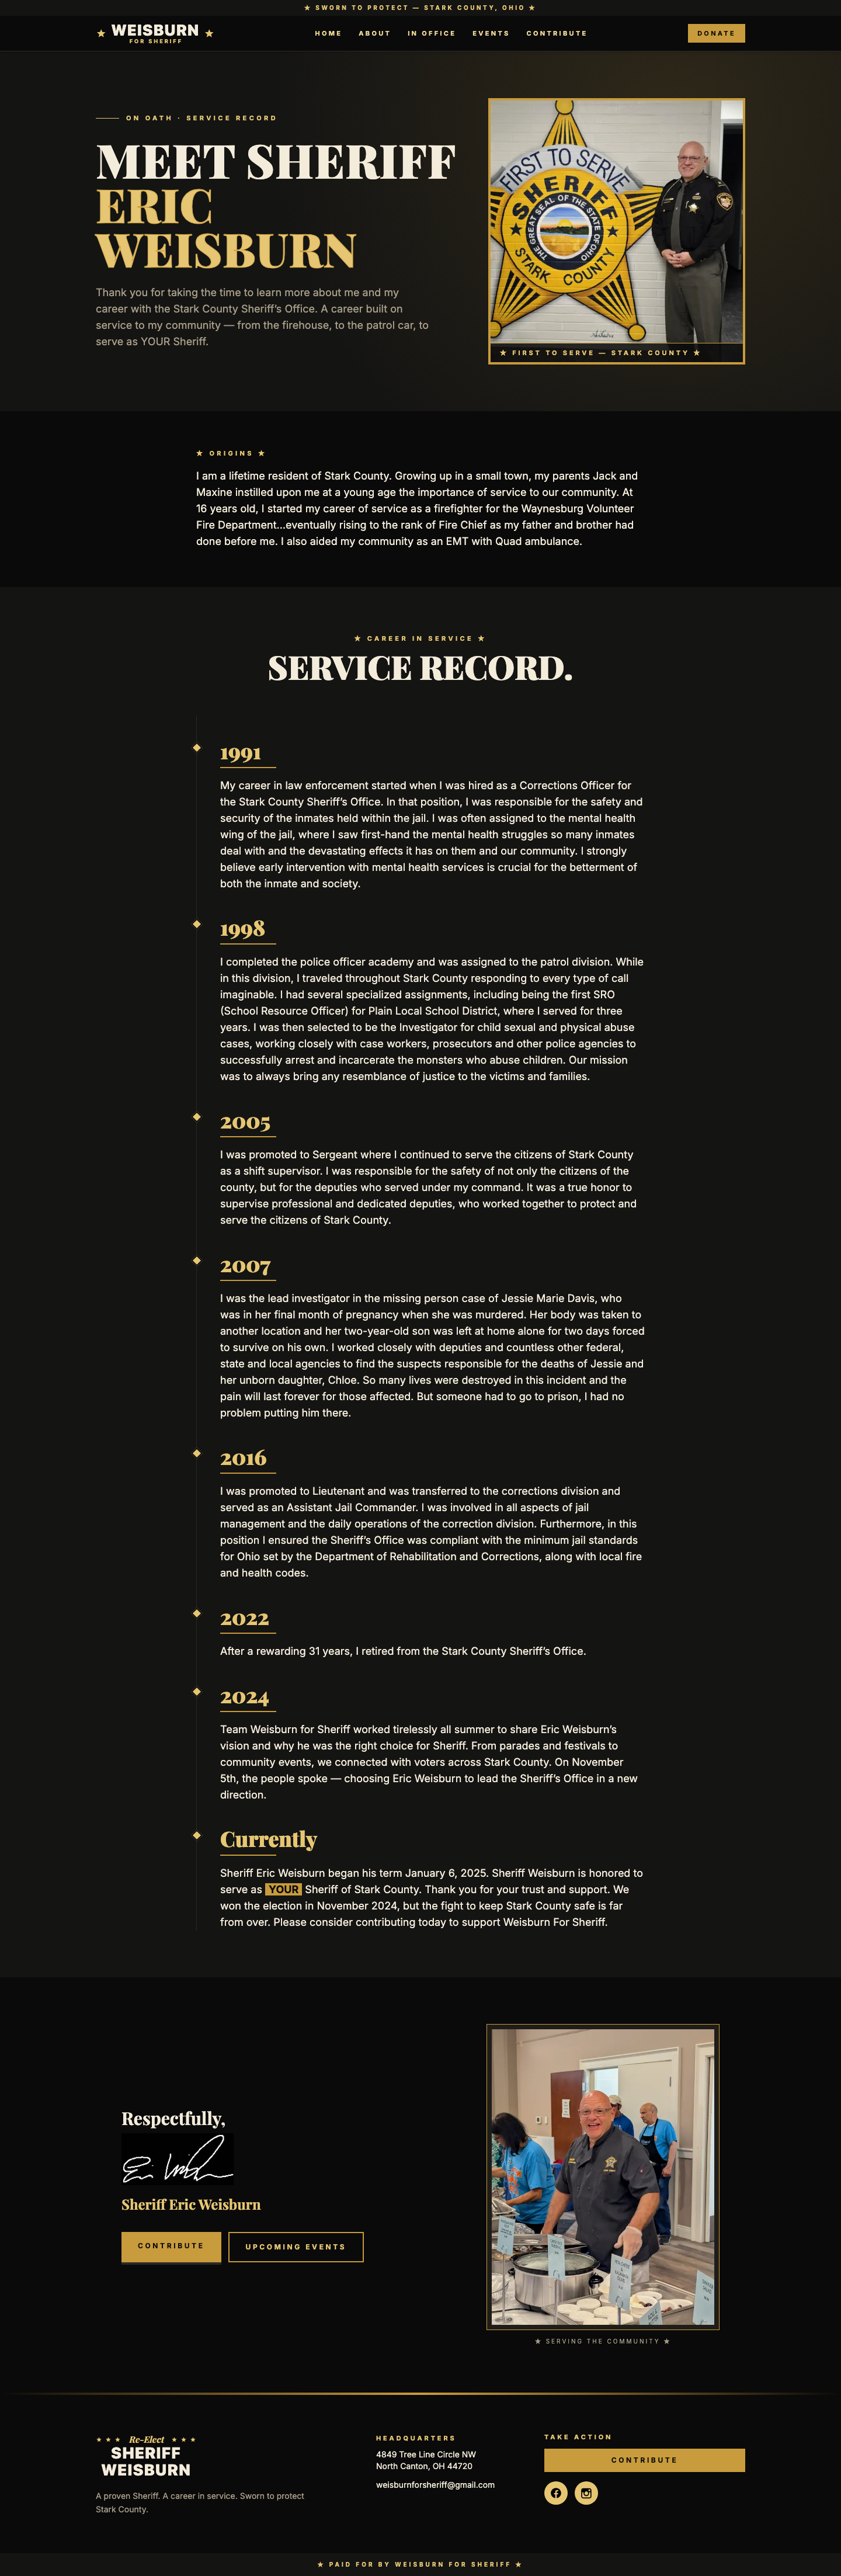 ★ SWORN TO PROTECT — STARK COUNTY, OHIO ★
★ WEISBURN ★
FOR SHERIFF
HOME ABOUT IN OFFICE EVENTS CONTRIBUTE
DONATE
ON OATH · SERVICE RECORD
MEET SHERIFF
ERIC
WEISBURN
Thank you for taking the time to learn more about me and my
career with the Stark County Sheriff’s Office. A career built on
service to my community — from the firehouse, to the patrol car, to
serve as YOUR Sheriff.
FIRST TO SERVE
SHERIFF
THE GREAT SEAL OF THE STATE OF OHIO
STARK COUNTY
★ FIRST TO SERVE — STARK COUNTY ★
★ ORIGINS ★
I am a lifetime resident of Stark County. Growing up in a small town, my parents Jack and
Maxine instilled upon me at a young age the importance of service to our community. At
16 years old, I started my career of service as a firefighter for the Waynesburg Volunteer
Fire Department...eventually rising to the rank of Fire Chief as my father and brother had
done before me. I also aided my community as an EMT with Quad ambulance.
★ CAREER IN SERVICE ★
SERVICE RECORD.
1991
My career in law enforcement started when I was hired as a Corrections Officer for
the Stark County Sheriff’s Office. In that position, I was responsible for the safety and
security of the inmates held within the jail. I was often assigned to the mental health
wing of the jail, where I saw first-hand the mental health struggles so many inmates
deal with and the devastating effects it has on them and our community. I strongly
believe early intervention with mental health services is crucial for the betterment of
both the inmate and society.
1998
I completed the police officer academy and was assigned to the patrol division. While
in this division, I traveled throughout Stark County responding to every type of call
imaginable. I had several specialized assignments, including being the first SRO
(School Resource Officer) for Plain Local School District, where I served for three
years. I was then selected to be the Investigator for child sexual and physical abuse
cases, working closely with case workers, prosecutors and other police agencies to
successfully arrest and incarcerate the monsters who abuse children. Our mission
was to always bring any resemblance of justice to the victims and families.
2005
I was promoted to Sergeant where I continued to serve the citizens of Stark County
as a shift supervisor. I was responsible for the safety of not only the citizens of the
county, but for the deputies who served under my command. It was a true honor to
supervise professional and dedicated deputies, who worked together to protect and
serve the citizens of Stark County.
2007
I was the lead investigator in the missing person case of Jessie Marie Davis, who
was in her final month of pregnancy when she was murdered. Her body was taken to
another location and her two-year-old son was left at home alone for two days forced
to survive on his own. I worked closely with deputies and countless other federal,
state and local agencies to find the suspects responsible for the deaths of Jessie and
her unborn daughter, Chloe. So many lives were destroyed in this incident and the
pain will last forever for those affected. But someone had to go to prison, I had no
problem putting him there.
2016
I was promoted to Lieutenant and was transferred to the corrections division and
served as an Assistant Jail Commander. I was involved in all aspects of jail
management and the daily operations of the correction division. Furthermore, in this
position I ensured the Sheriff’s Office was compliant with the minimum jail standards
for Ohio set by the Department of Rehabilitation and Corrections, along with local fire
and health codes.
2022
After a rewarding 31 years, I retired from the Stark County Sheriff’s Office.
2024
Team Weisburn for Sheriff worked tirelessly all summer to share Eric Weisburn’s
vision and why he was the right choice for Sheriff. From parades and festivals to
community events, we connected with voters across Stark County. On November
5th, the people spoke — choosing Eric Weisburn to lead the Sheriff’s Office in a new
direction.
Currently
Sheriff Eric Weisburn began his term January 6, 2025. Sheriff Weisburn is honored to
serve as YOUR Sheriff of Stark County. Thank you for your trust and support. We
won the election in November 2024, but the fight to keep Stark County safe is far
from over. Please consider contributing today to support Weisburn For Sheriff.
Respectfully,
Sheriff Eric Weisburn
CONTRIBUTE UPCOMING EVENTS
★ SERVING THE COMMUNITY ★
★ ★ ★ Re-Elect ★ ★ ★
SHERIFF
WEISBURN
A proven Sheriff. A career in service. Sworn to protect
Stark County.
HEADQUARTERS
4849 Tree Line Circle NW
North Canton, OH 44720
weisburnforsheriff@gmail.com
TAKE ACTION
CONTRIBUTE
★ PAID FOR BY WEISBURN FOR SHERIFF ★